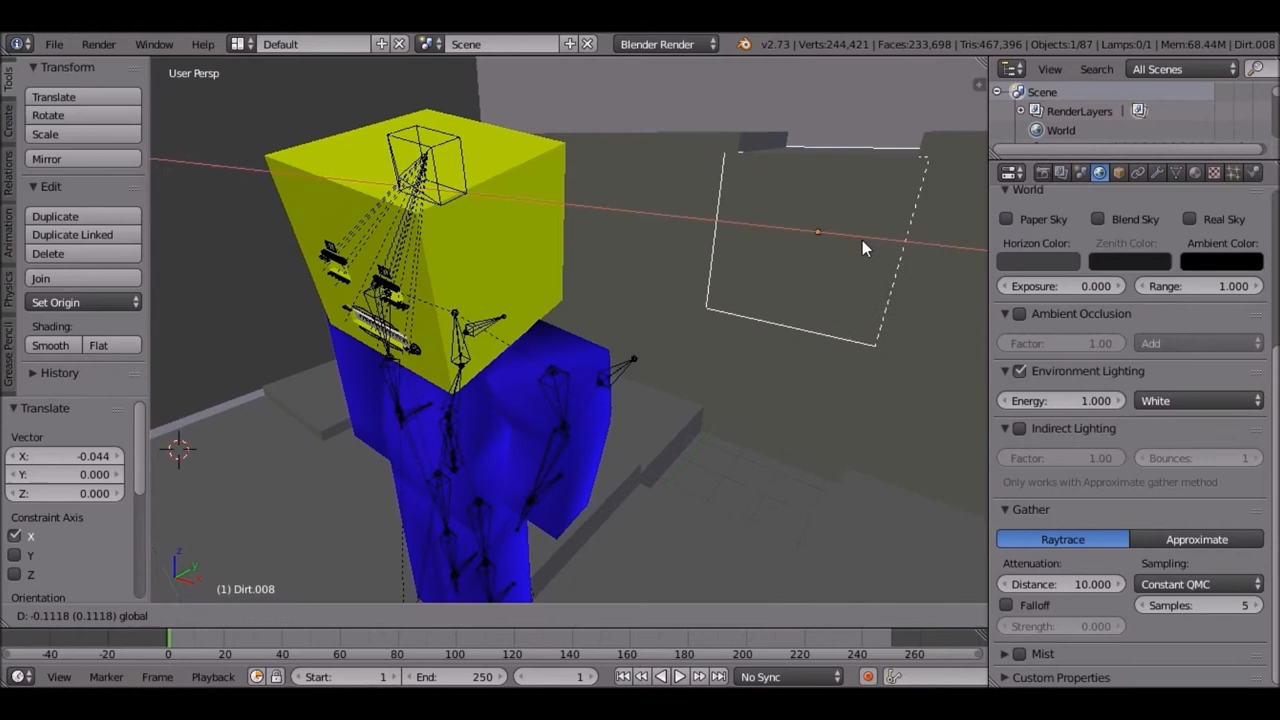 File Render Window Help Default Scene Blender Render v2.73 | Verts:244,421 | Faces:233,698 | Tris:467,396 | Objects:1/87 | Lamps:0/1 | Mem:68.44M | Dirt.008
Tools
Create
Relations
Animation
Physics
Grease Pencil
Transform
Translate
Rotate
Scale
Mirror
Edit
Duplicate
Duplicate Linked
Delete
Join
Set Origin
Shading:
Smooth Flat
History
Translate
Vector
X: -0.044
Y: 0.000
Z: 0.000
Constraint Axis
X
Y
Z
Orientation
User Persp
z
y
x
(1) Dirt.008
D: -0.1118 (0.1118) global
-40 -20 0 20 40 60 80 100 120 140 160 180 200 220 240 260
View Marker Frame Playback Start: 1 End: 250 1 No Sync
View Search All Scenes
Scene
RenderLayers
World
World
Paper Sky Blend Sky Real Sky
Horizon Color: Zenith Color: Ambient Color:
Exposure: 0.000 Range: 1.000
Ambient Occlusion
Factor: 1.00 Add
Environment Lighting
Energy: 1.000 White
Indirect Lighting
Factor: 1.00 Bounces: 1
Only works with Approximate gather method
Gather
Raytrace Approximate
Attenuation: Sampling:
Distance: 10.000 Constant QMC
Falloff Samples: 5
Strength: 0.000
Mist
Custom Properties